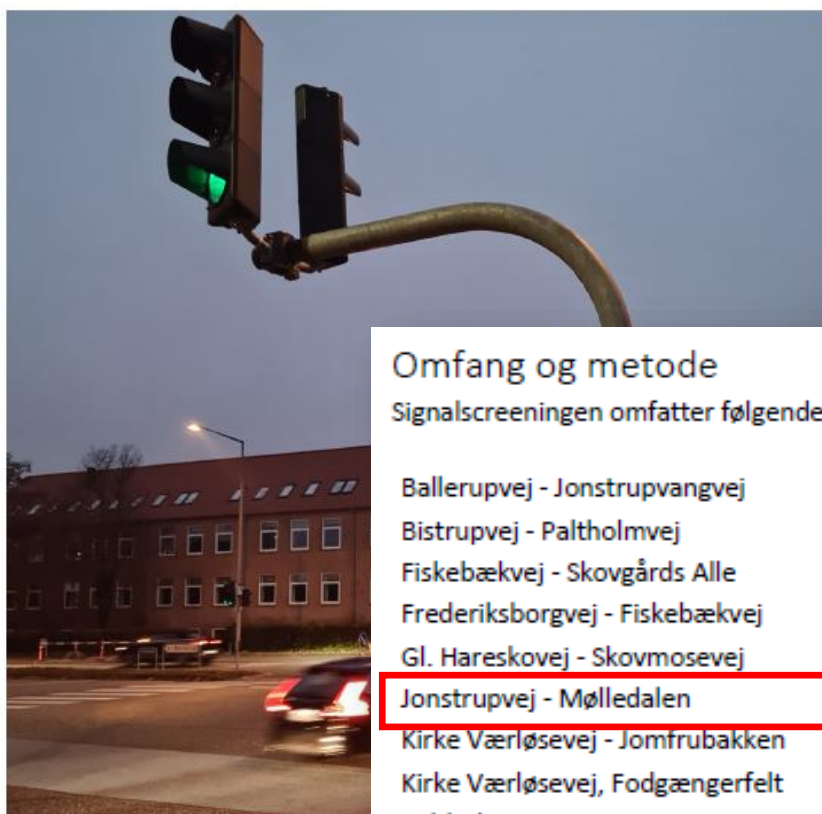 Omfang og metode
Signalscreeningen omfatter følgende
Ballerupvej - Jonstrupvangvej
Bistrupvej - Paltholmvej
Fiskebækvej - Skovgårds Alle
Frederiksborgvej - Fiskebækvej
Gl. Hareskovej - Skovmosevej
Jonstrupvej - Mølledalen
Kirke Værløsevej - Jomfrubakken
Kirke Værløsevej, Fodgængerfelt